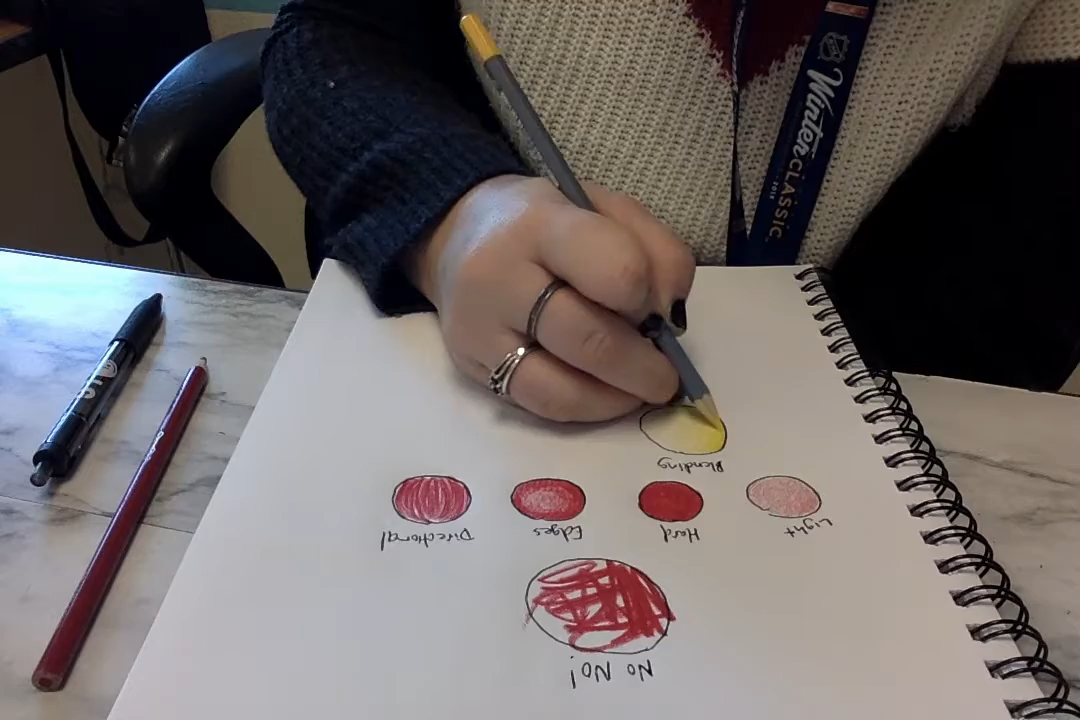 NO NO!
Light
Hard
Edges
Directional
Blending
Winter
CLASSIC